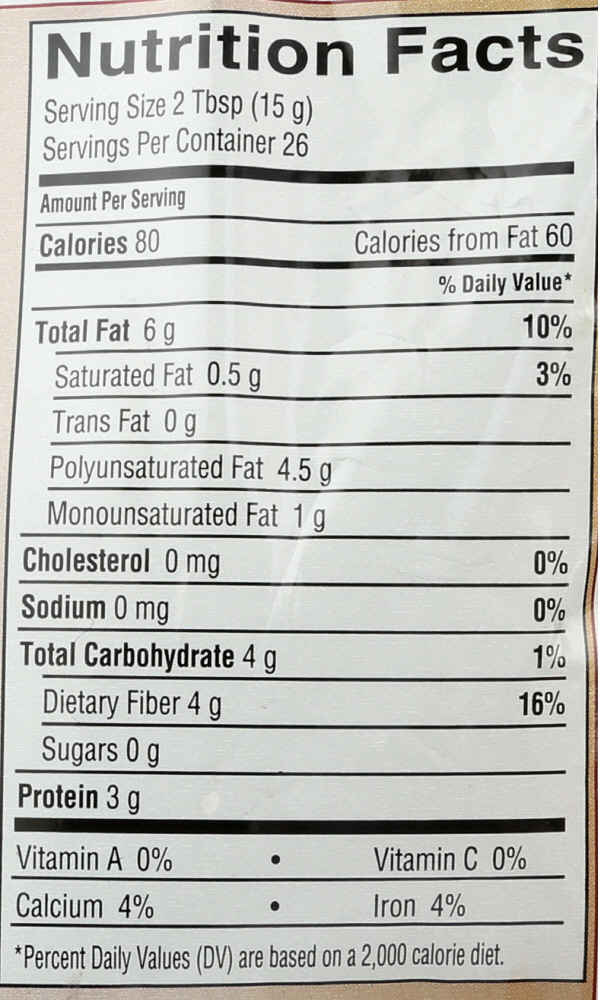 Nutrition Facts
Serving Size 2 Tbsp (15 g)
Servings Per Container 26
Amount Per Serving
Calories 80 Calories from Fat 60
% Daily Value*
Total Fat 6 g 10%
Saturated Fat 0.5 g 3%
Trans Fat 0 g
Polyunsaturated Fat 4.5 g
Monounsaturated Fat 1 g
Cholesterol 0 mg 0%
Sodium 0 mg 0%
Total Carbohydrate 4 g 1%
Dietary Fiber 4 g 16%
Sugars 0 g
Protein 3 g
Vitamin A 0% • Vitamin C 0%
Calcium 4% • Iron 4%
*Percent Daily Values (DV) are based on a 2,000 calorie diet.